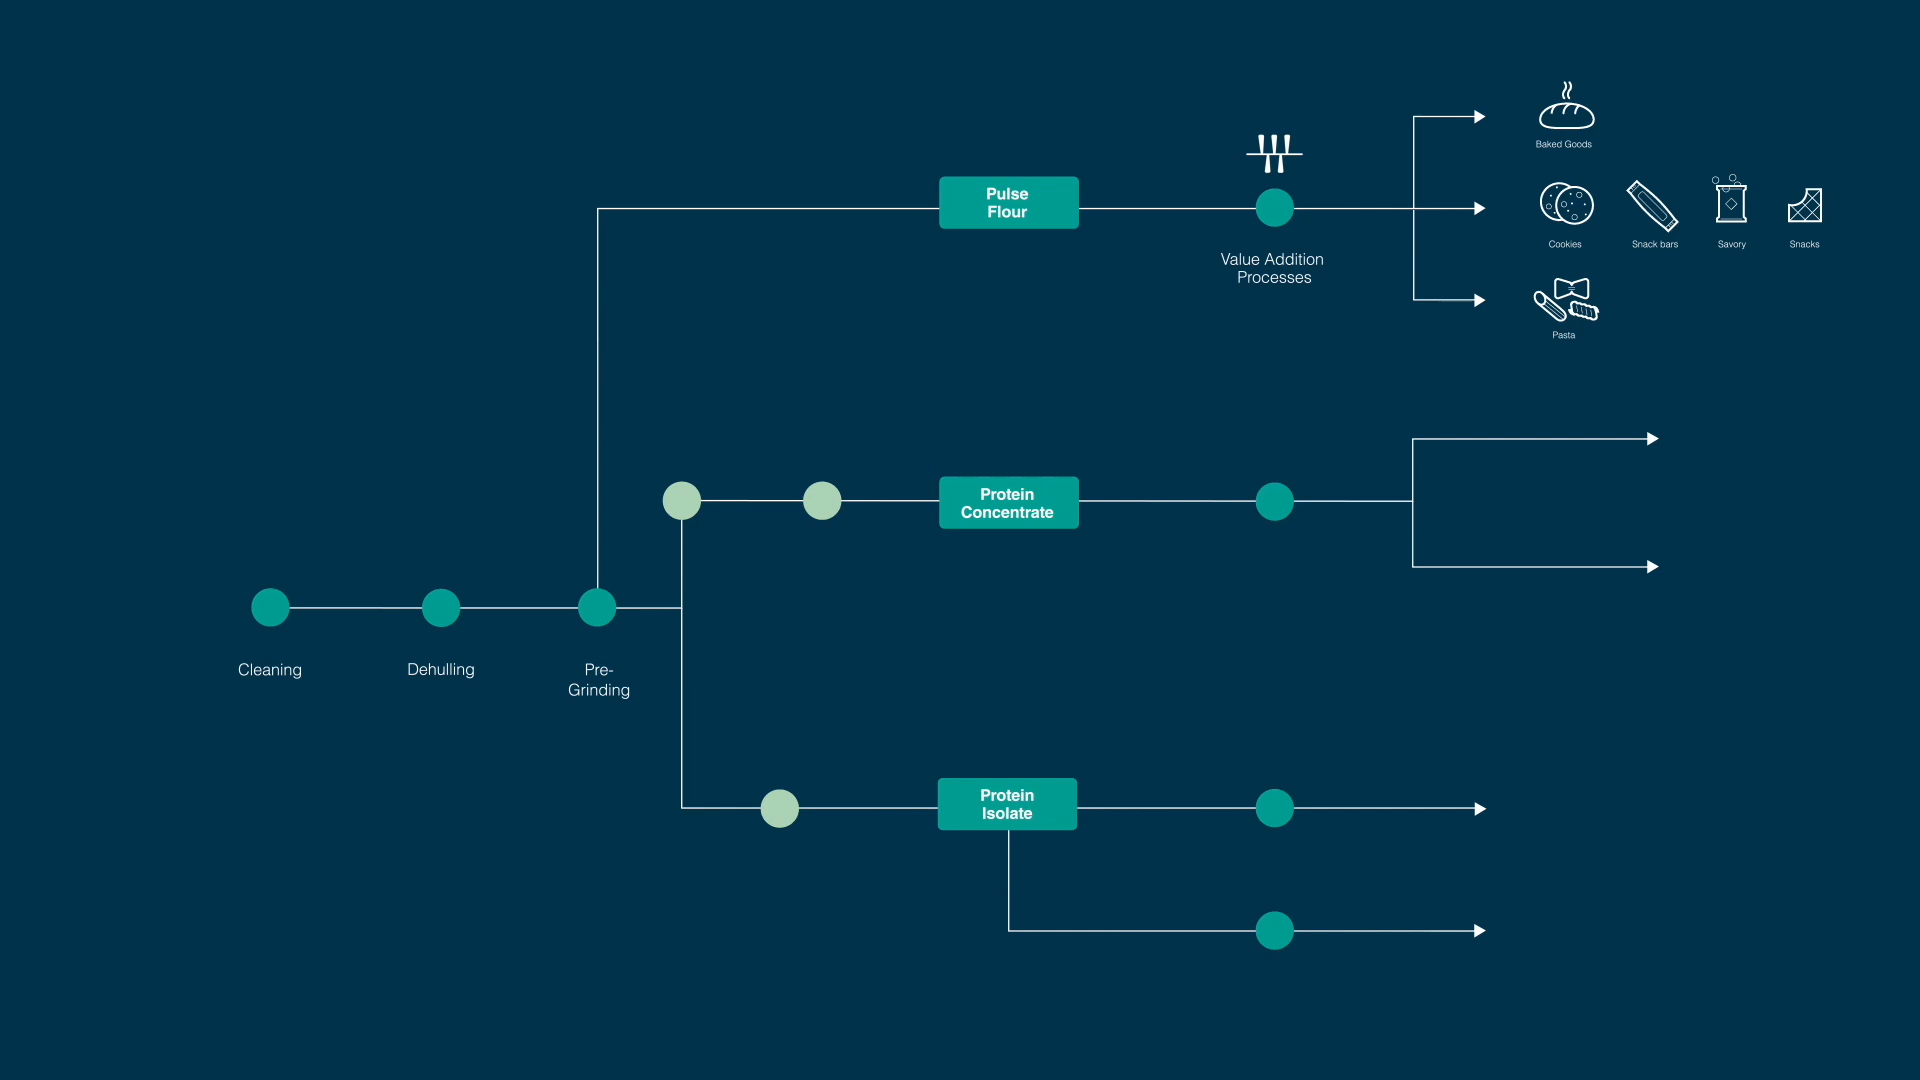 Baked Goods
Pulse
Flour
Cookies
Snack bars
Savory
Snacks
Value Addition
Processes
Pasta
Protein
Concentrate
Cleaning
Dehulling
Pre-
Grinding
Protein
Isolate